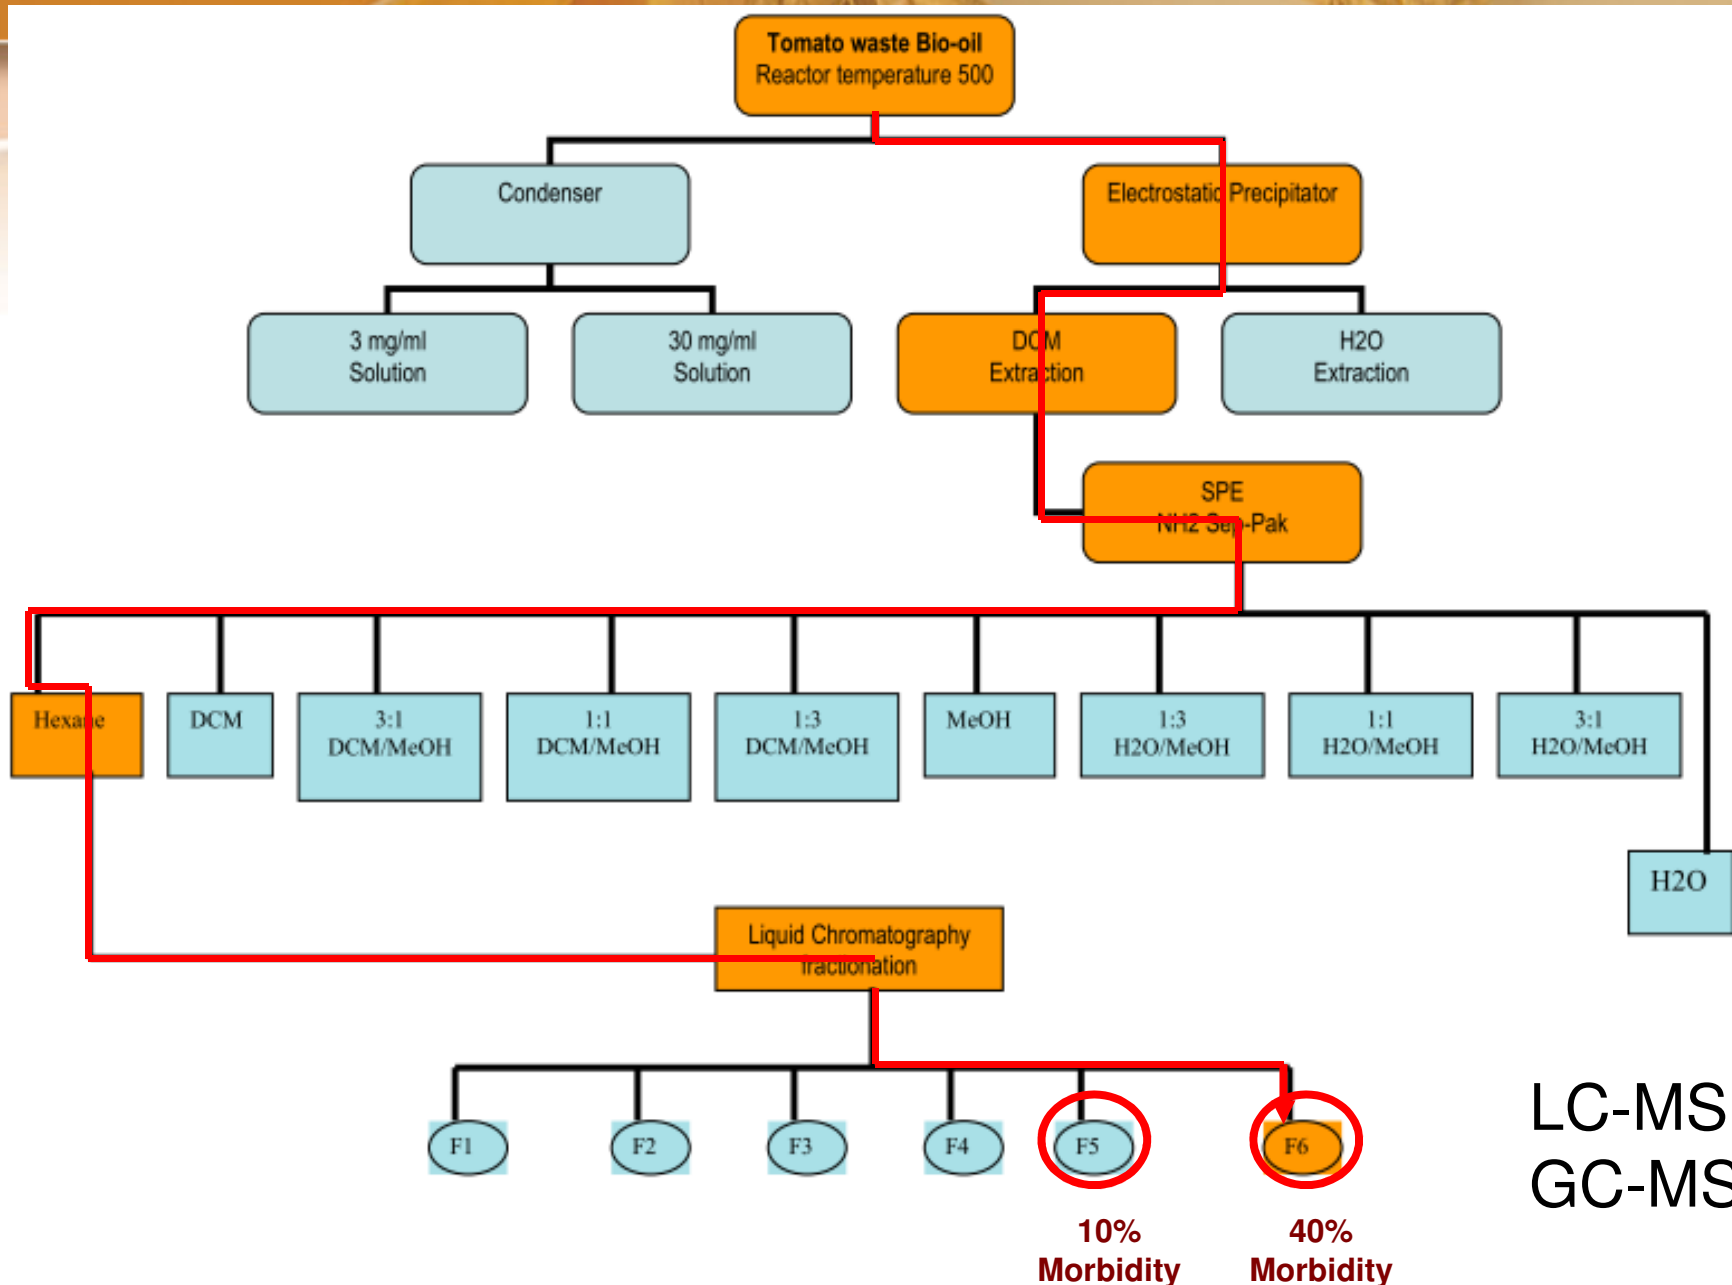 Tomato waste Bio-oil
Reactor temperature 500
Condenser
Electrostatic Precipitator
3 mg/ml
Solution
30 mg/ml
Solution
DCM
Extraction
H2O
Extraction
SPE
NH2 Sep-Pak
Hexane
DCM
3:1
DCM/MeOH
1:1
DCM/MeOH
1:3
DCM/MeOH
MeOH
1:3
H2O/MeOH
1:1
H2O/MeOH
3:1
H2O/MeOH
H2O
Liquid Chromatography
fractionation
F1
F2
F3
F4
F5
F6
LC-MS
GC-MS
10%
Morbidity
40%
Morbidity